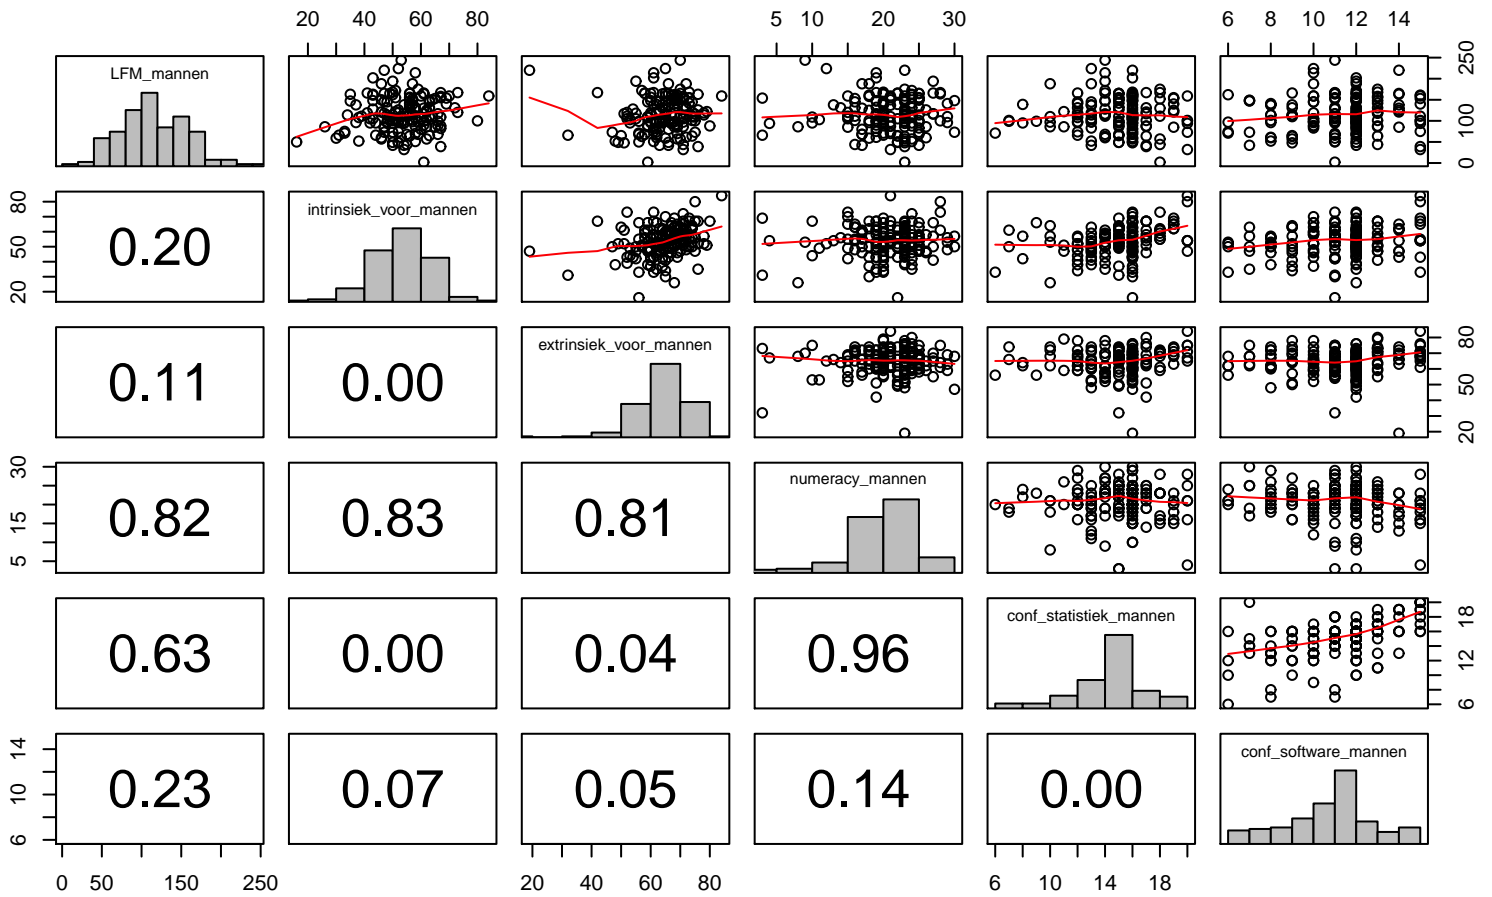 20 40 60 80
5 10 20 30
6 8 10 12 14
LFM_mannen
0 100 250
20 50 80
0.20
intrinsiek_voor_mannen
0.11
0.00
extrinsiek_voor_mannen
20 50 80
5 15 30
0.82
0.83
0.81
numeracy_mannen
0.63
0.00
0.04
0.96
conf_statistiek_mannen
6 12 18
6 10 14
0.23
0.07
0.05
0.14
0.00
conf_software_mannen
0 50 150 250
20 40 60 80
6 10 14 18